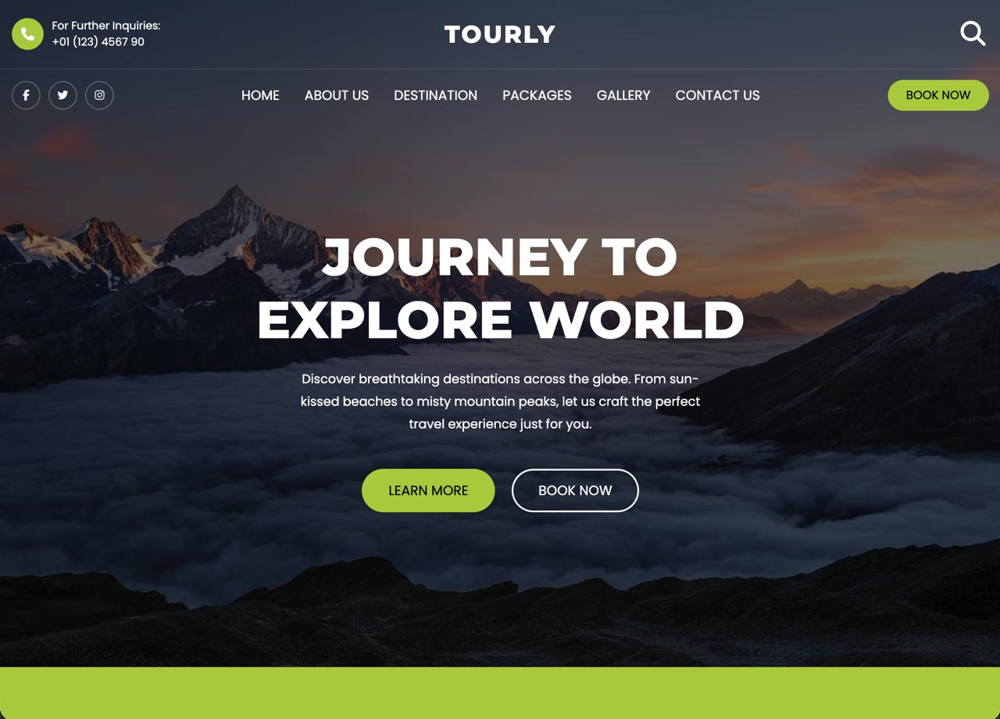 For Further Inquiries:
+01 (123) 4567 90
TOURLY
HOME ABOUT US DESTINATION PACKAGES GALLERY CONTACT US
BOOK NOW
JOURNEY TO
EXPLORE WORLD
Discover breathtaking destinations across the globe. From sun-
kissed beaches to misty mountain peaks, let us craft the perfect
travel experience just for you.
LEARN MORE
BOOK NOW